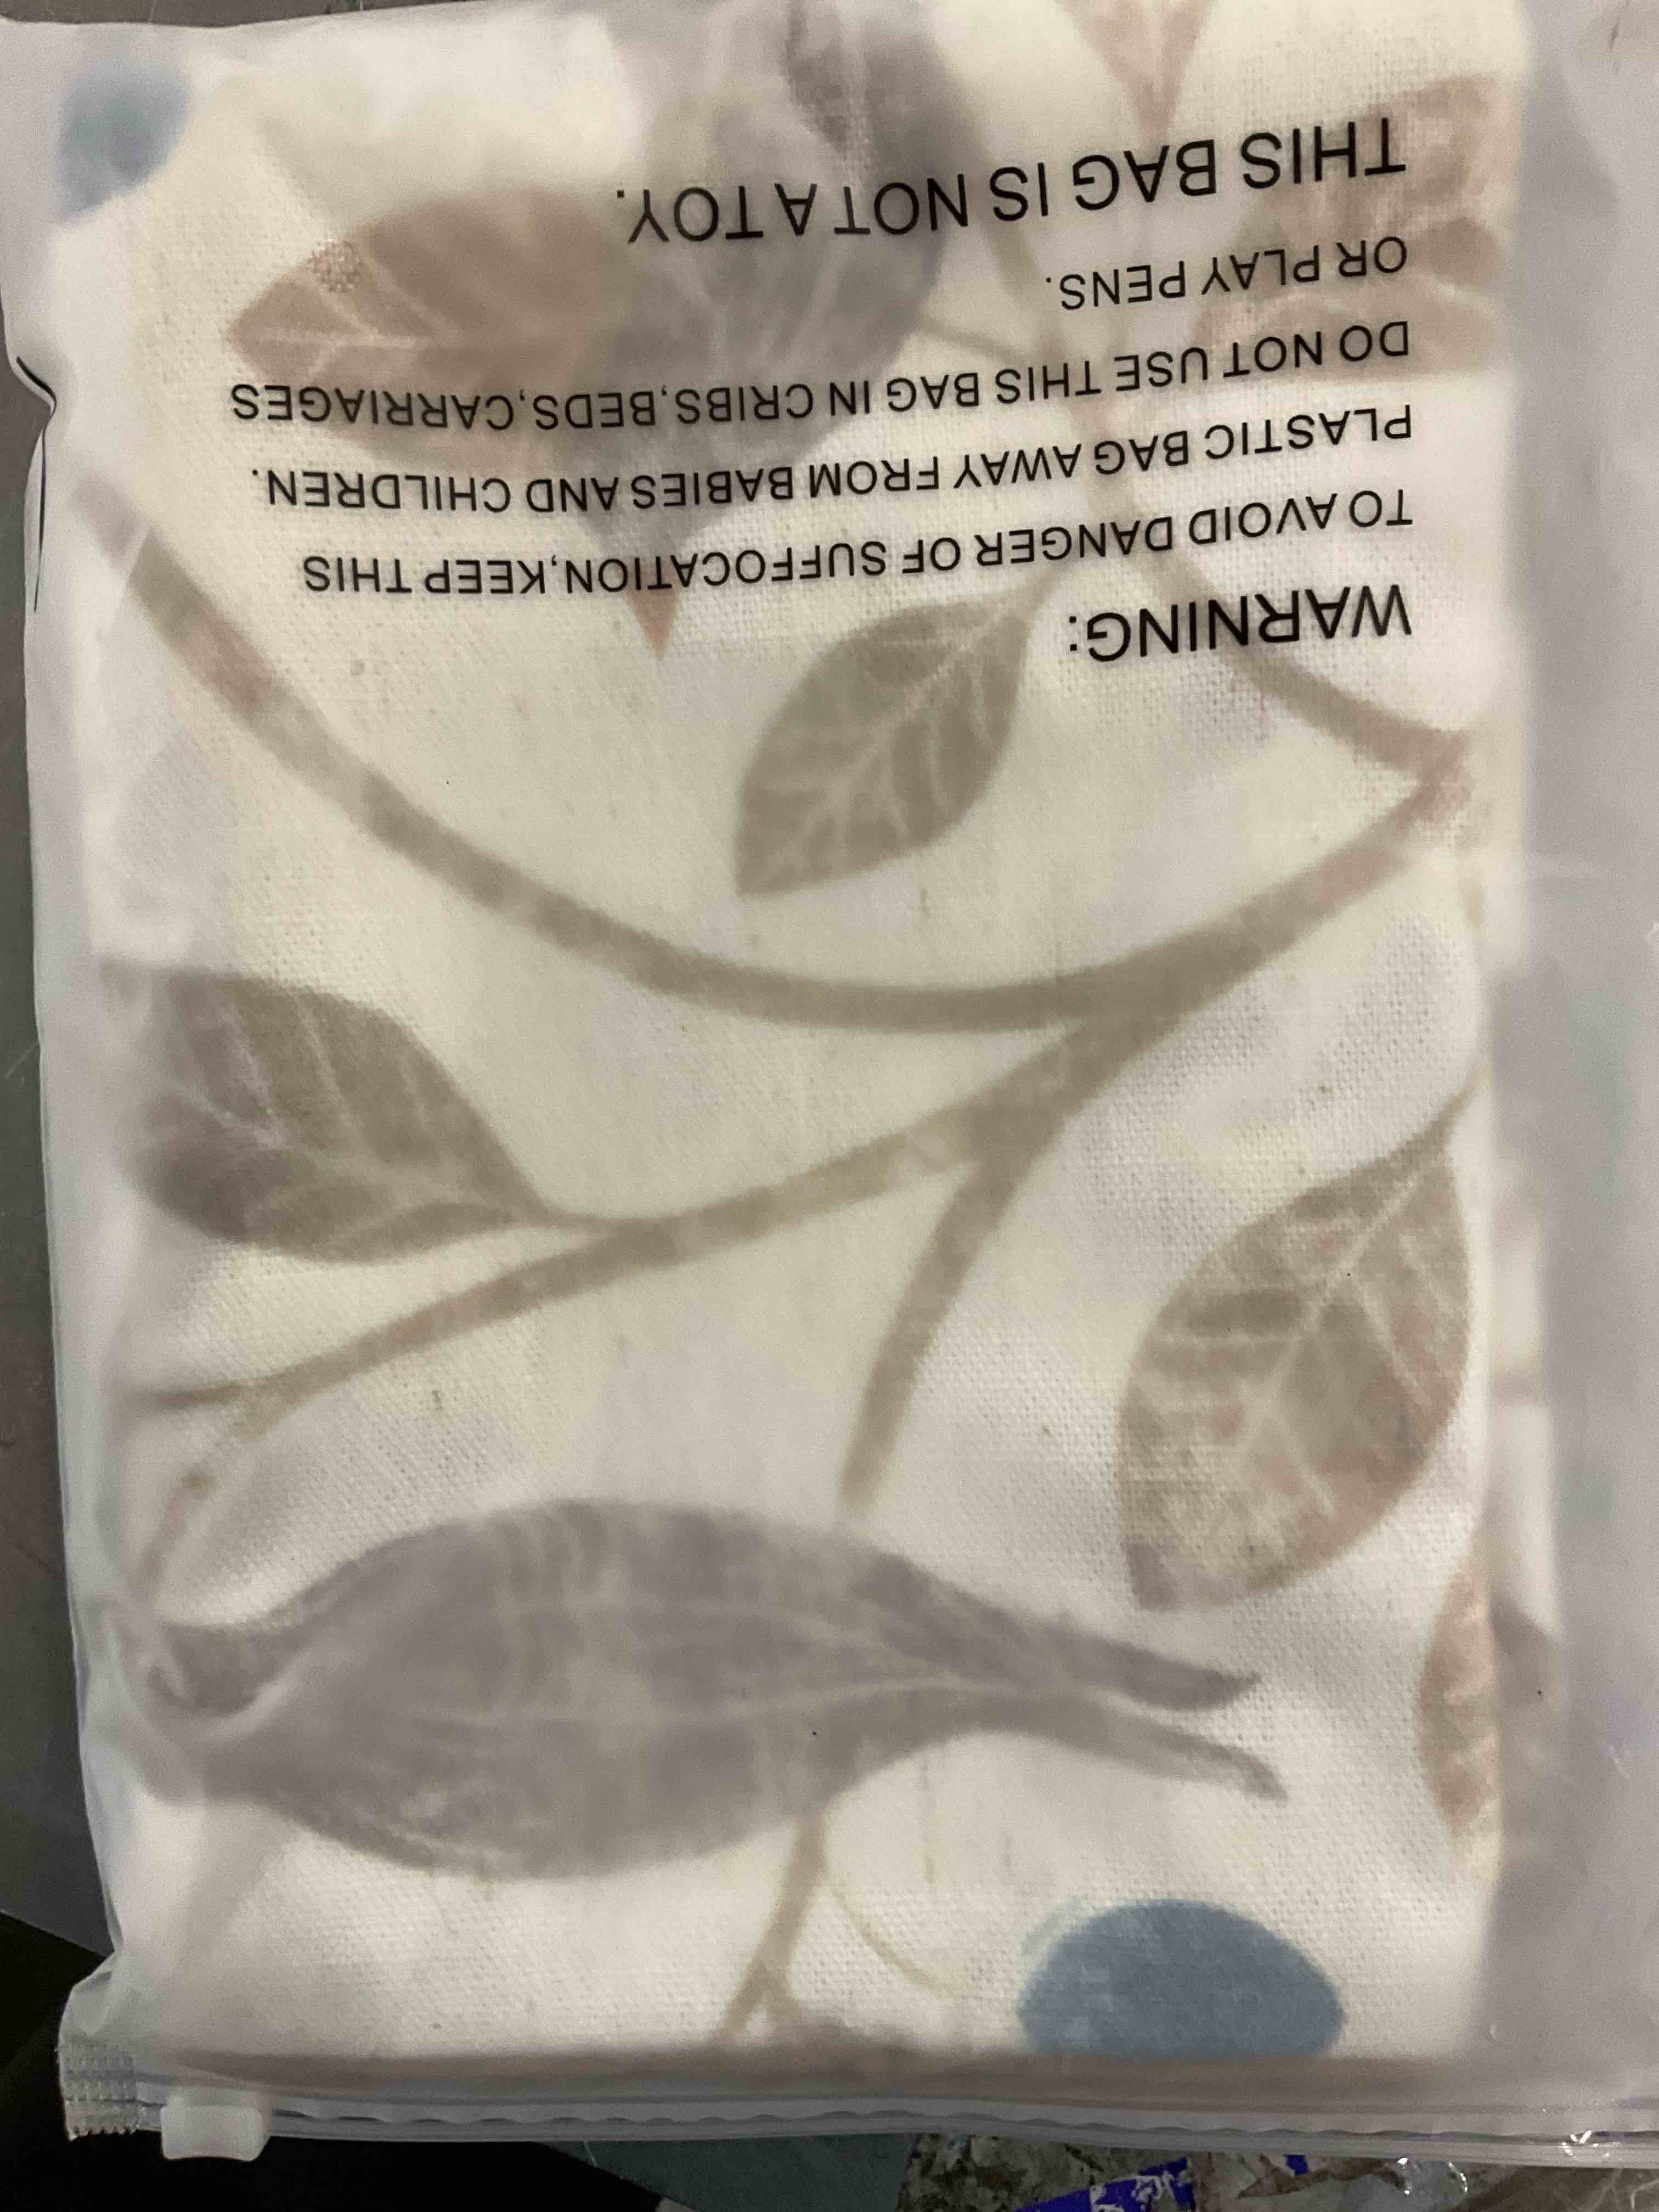 WARNING:
TO AVOID DANGER OF SUFFOCATION,KEEP THIS
PLASTIC BAG AWAY FROM BABIES AND CHILDREN.
DO NOT USE THIS BAG IN CRIBS,BEDS,CARRIAGES
OR PLAY PENS.
THIS BAG IS NOT A TOY.